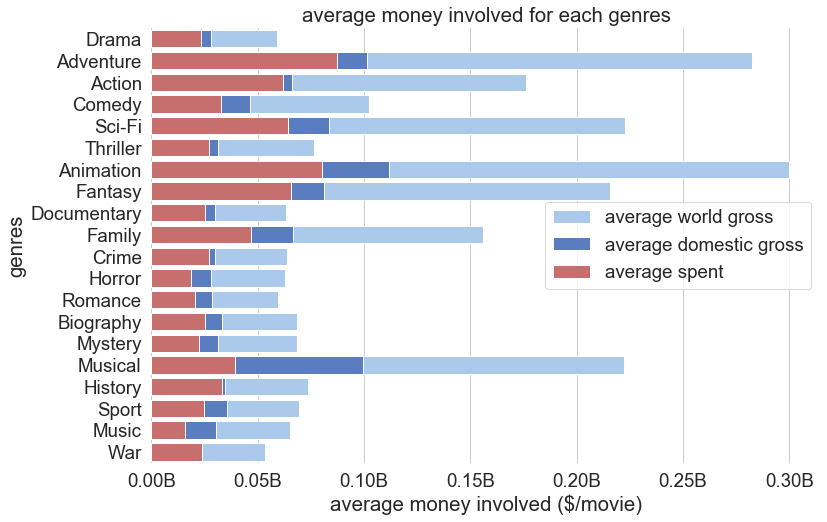 average money involved for each genres
Drama
Adventure
Action
Comedy
Sci-Fi
Thriller
Animation
Fantasy
Documentary
Family
Crime
Horror
Romance
Biography
Mystery
Musical
History
Sport
Music
War
genres
average world gross
average domestic gross
average spent
0.00B 0.05B 0.10B 0.15B 0.20B 0.25B 0.30B
average money involved ($/movie)